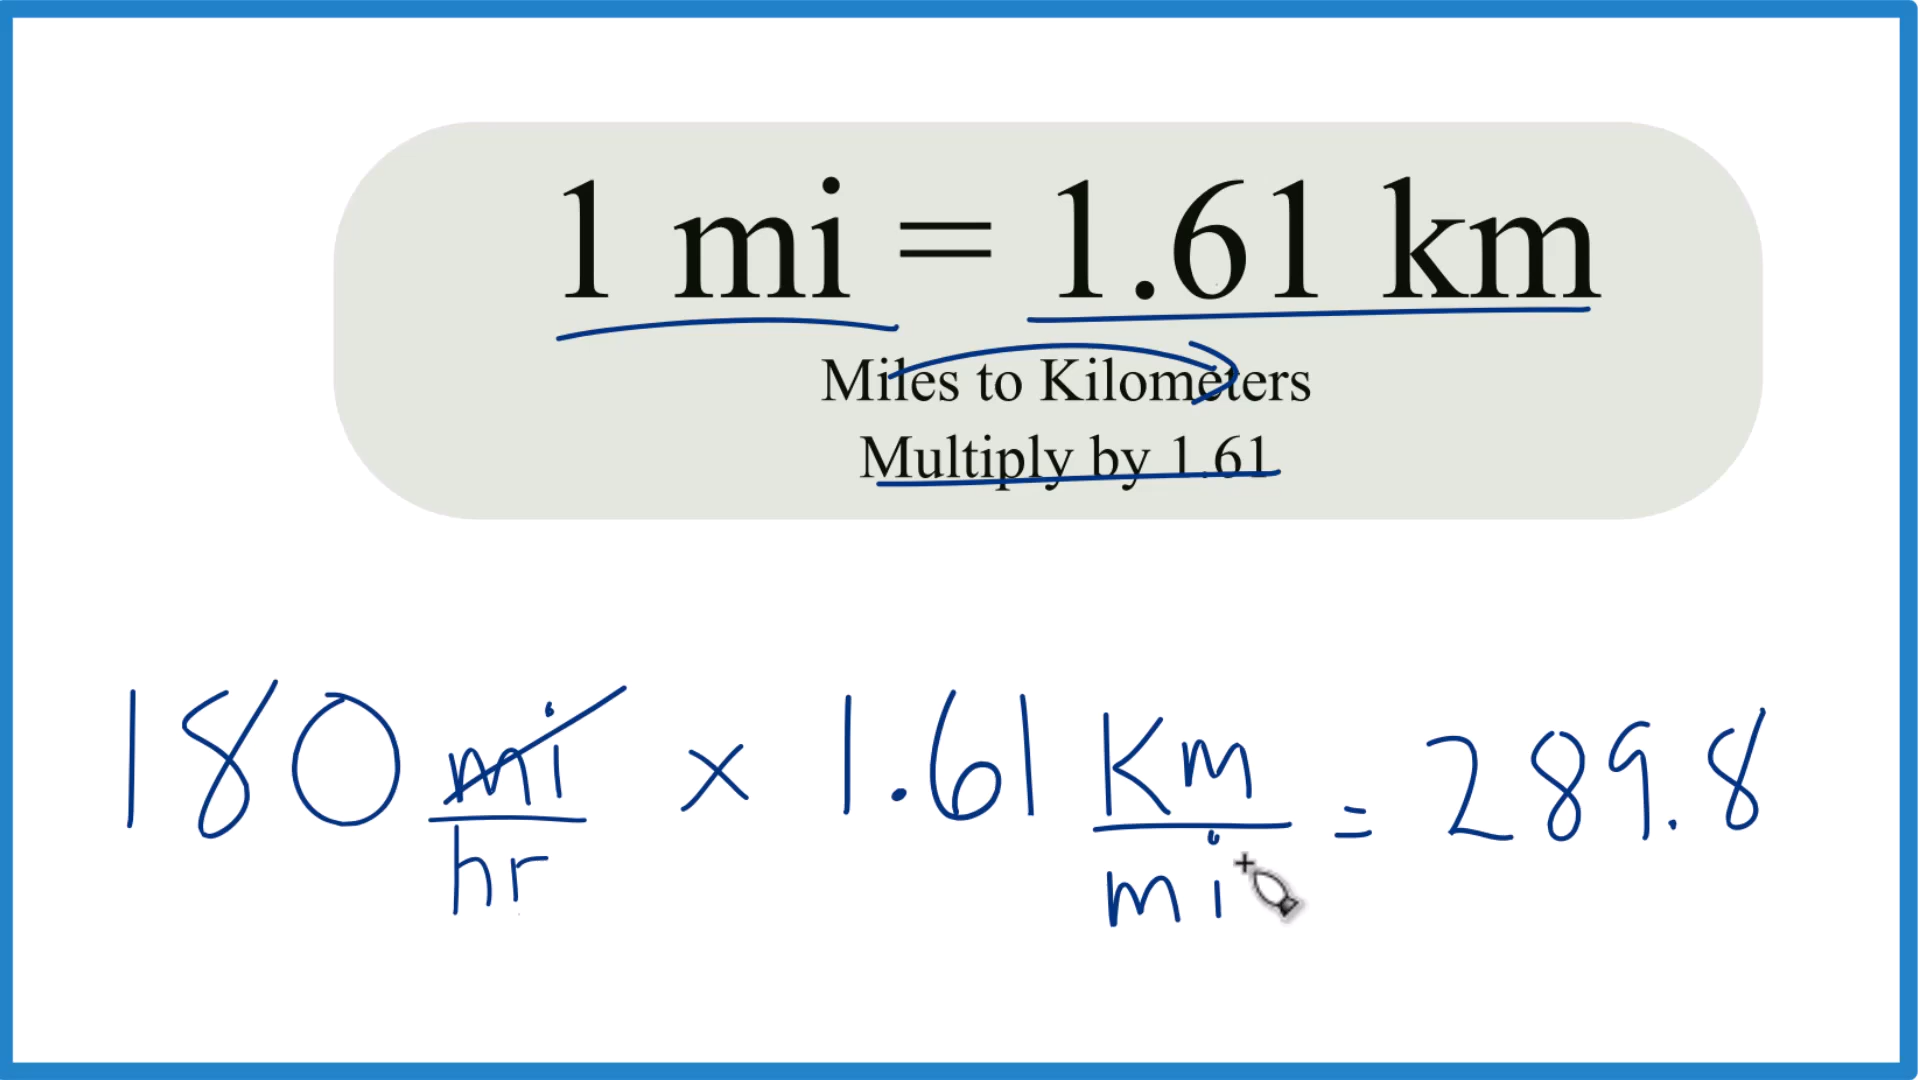 1 mi = 1.61 km
Miles to Kilometers
Multiply by 1.61
180 mi/hr x 1.61 Km/mi = 289.8